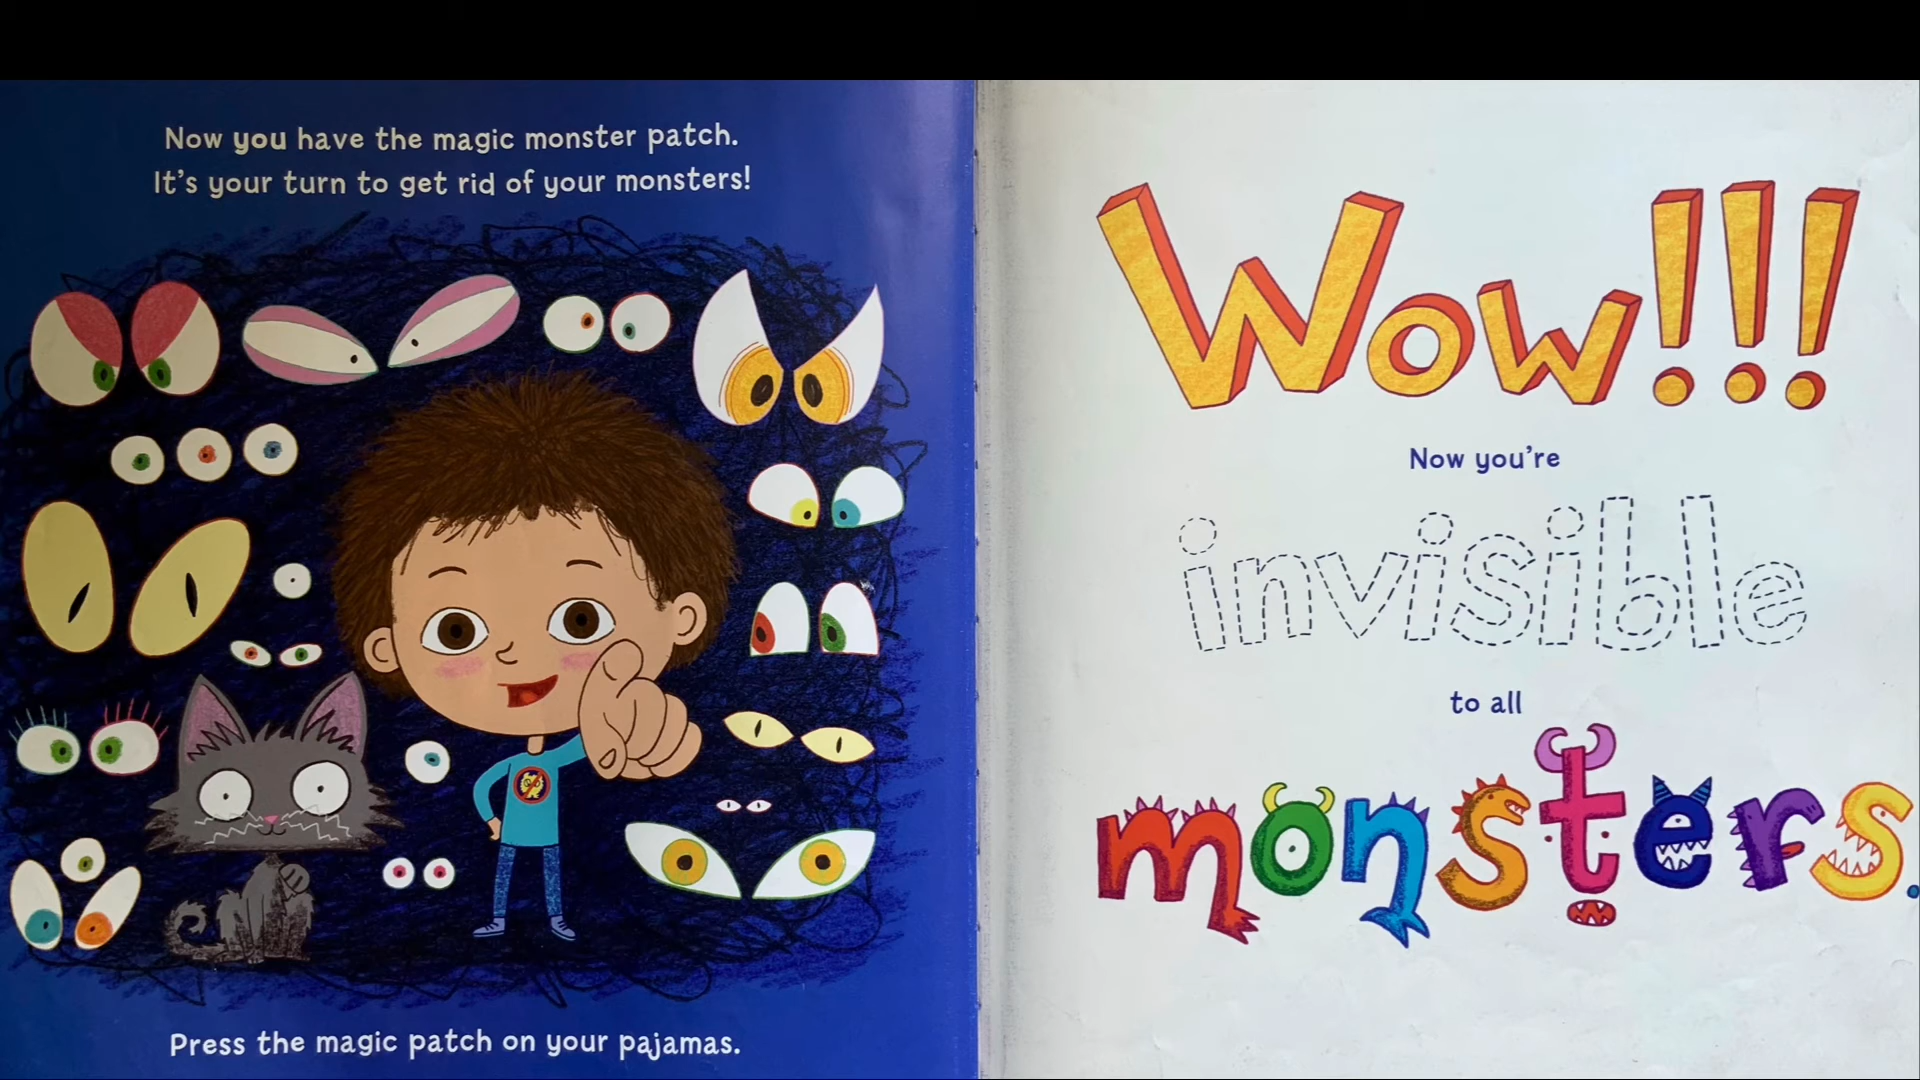 Now you have the magic monster patch.
It's your turn to get rid of your monsters!
Press the magic patch on your pajamas.
Wow!!!
Now you're
invisible
to all
monsters.